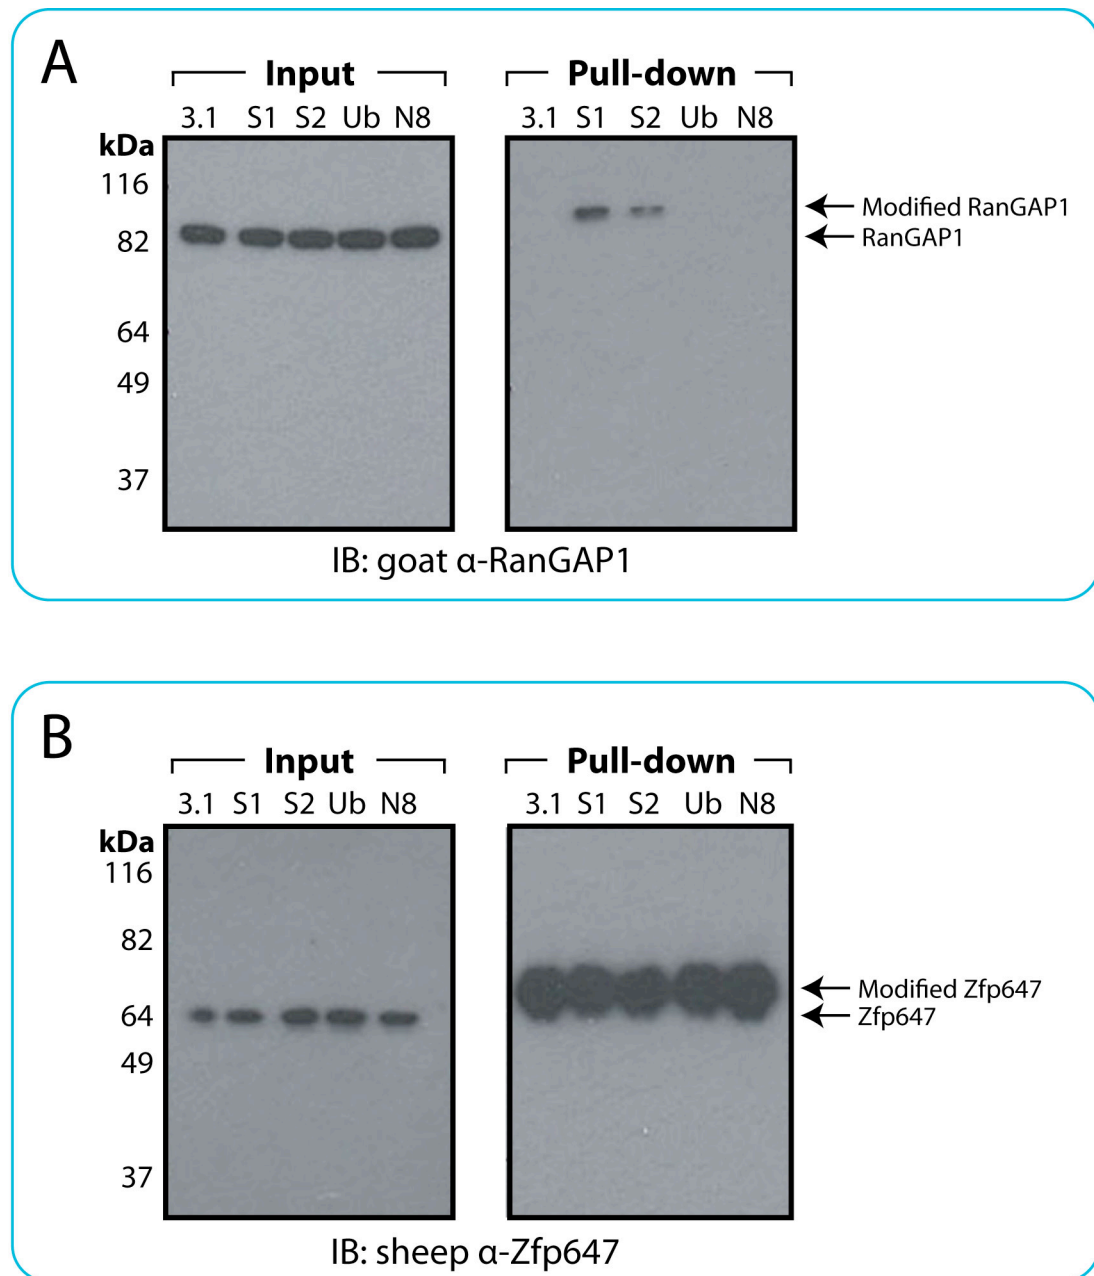 A
Input
Pull-down
3.1 S1 S2 Ub N8
3.1 S1 S2 Ub N8
kDa
116
82
64
49
37
Modified RanGAP1
RanGAP1
IB: goat α-RanGAP1
B
Input
Pull-down
3.1 S1 S2 Ub N8
3.1 S1 S2 Ub N8
kDa
116
82
64
49
37
Modified Zfp647
Zfp647
IB: sheep α-Zfp647